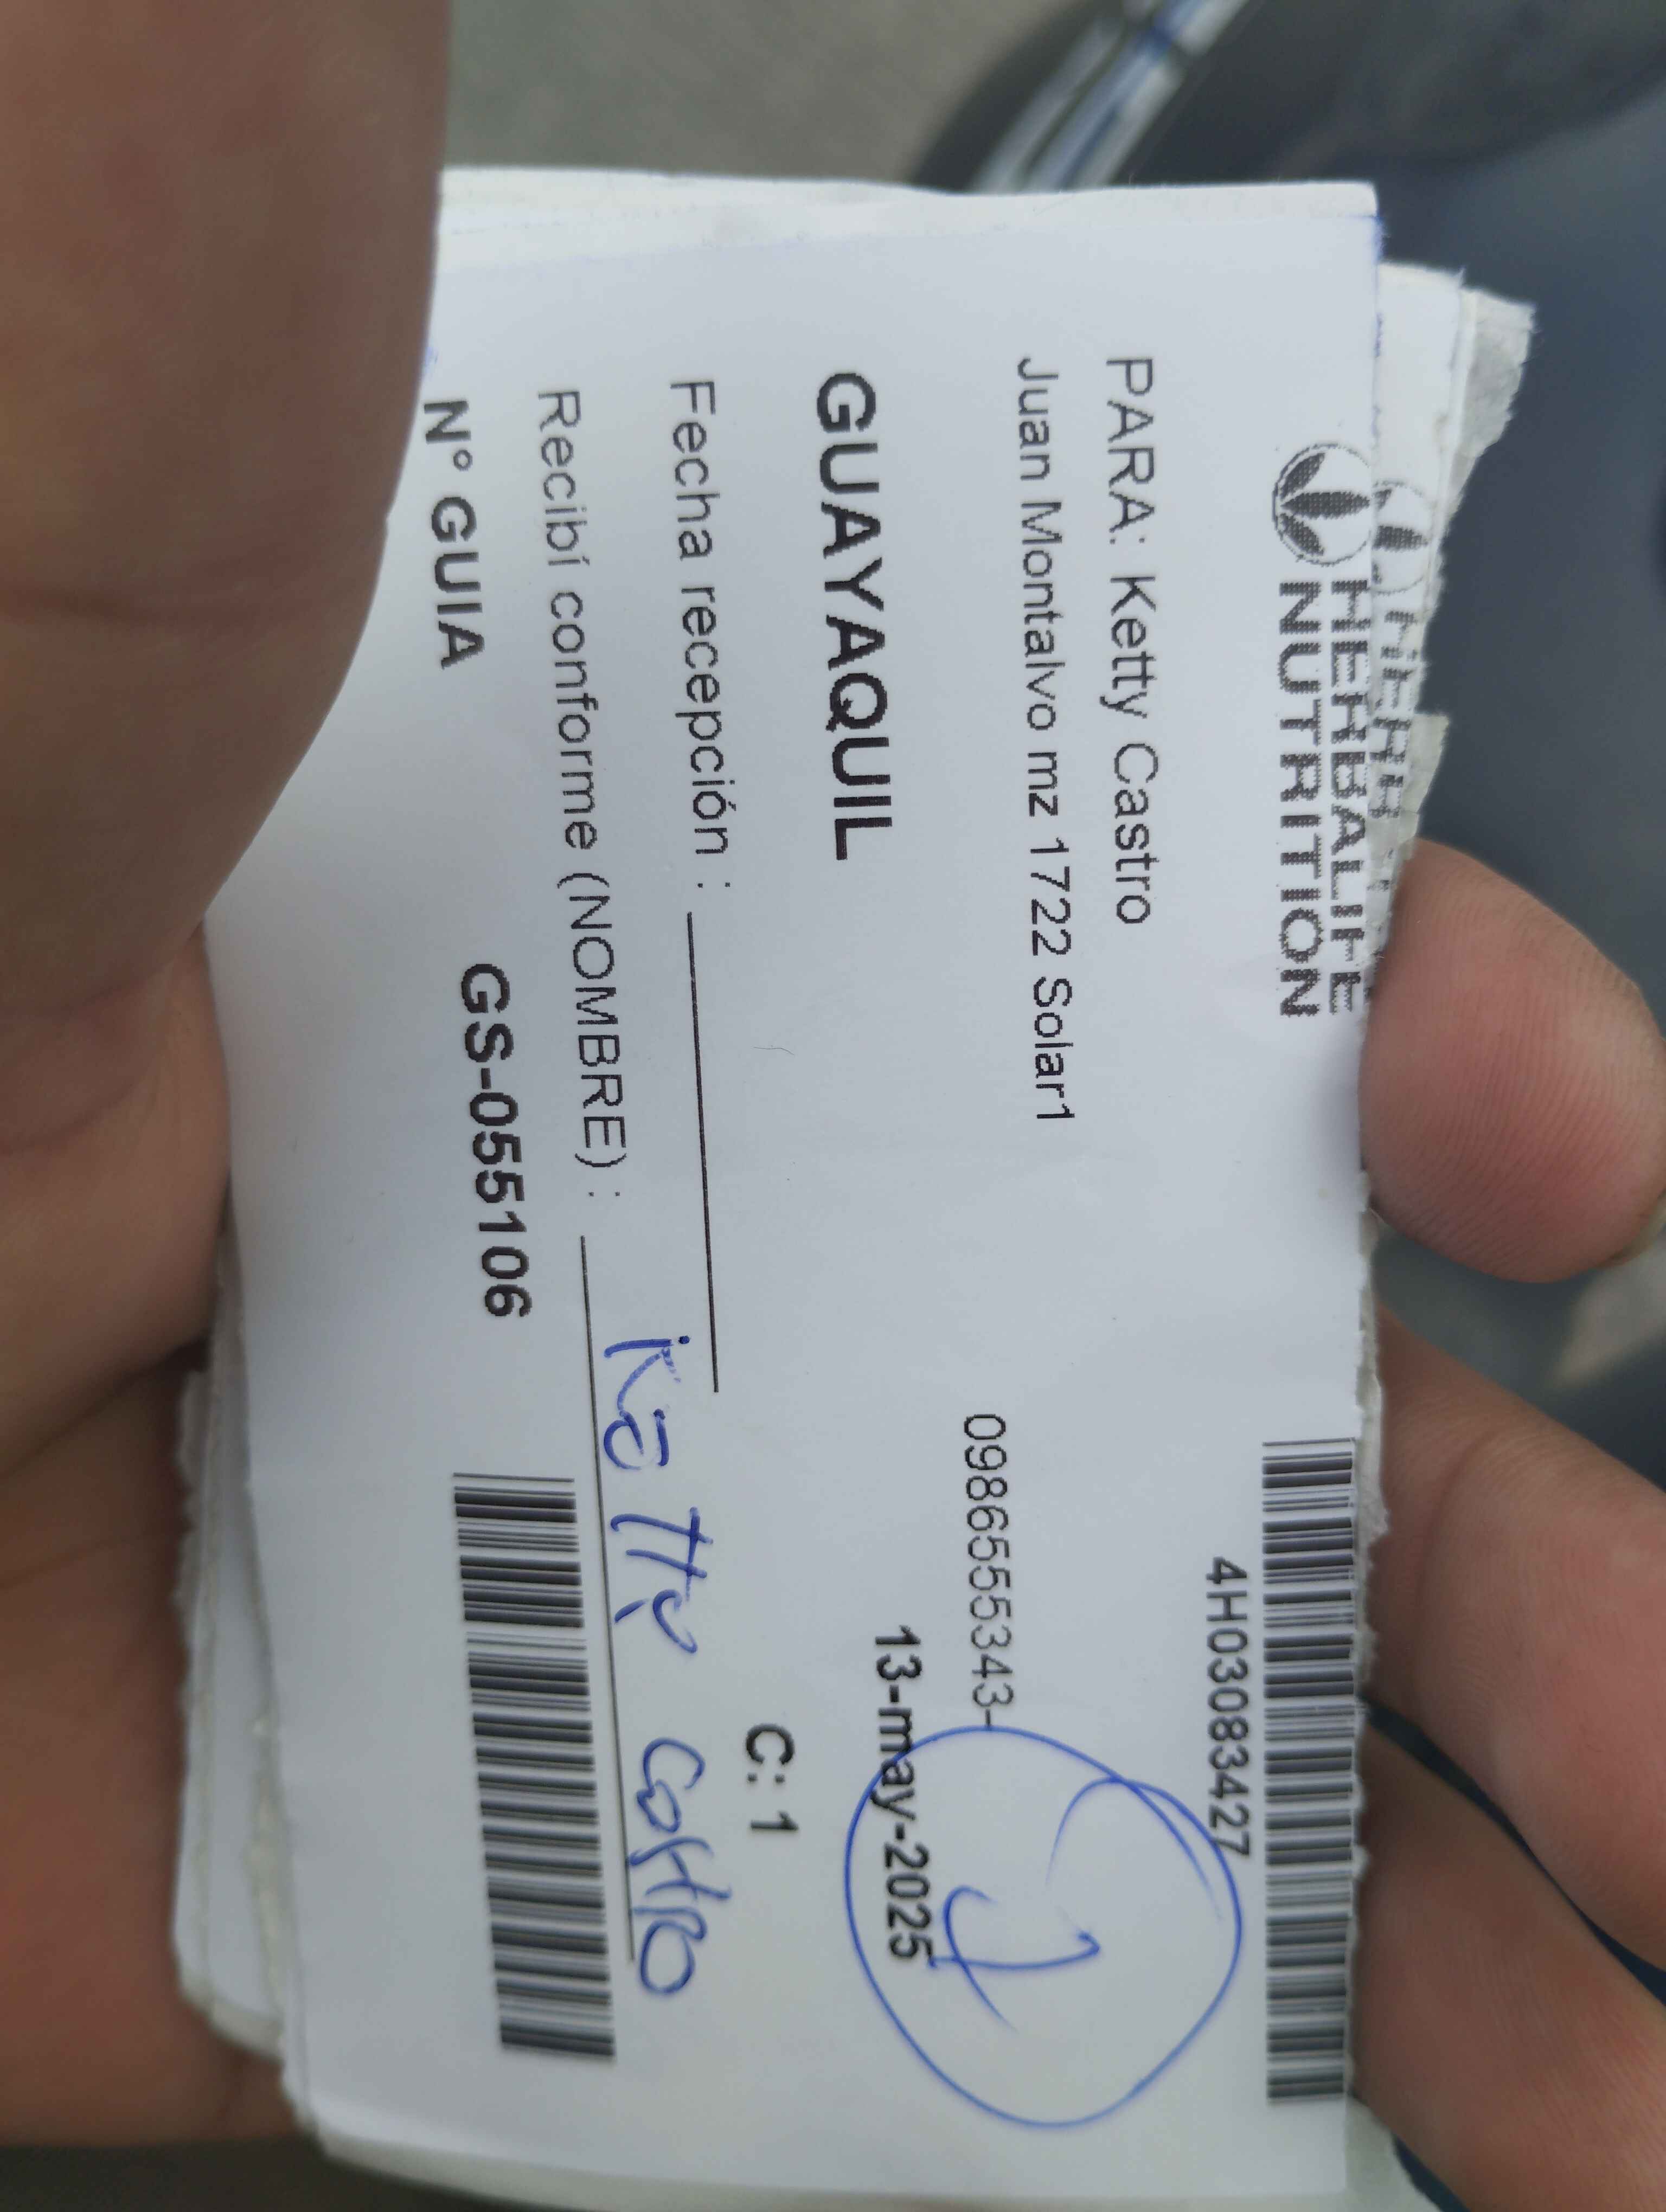 HERBALIFE
NUTRITION
4H03083427
PARA: Ketty Castro
Juan Montalvo mz 1722 Solar1
0986555343-
GUAYAQUIL
13-may-2025
1
C: 1
Fecha recepción :
Recibí conforme (NOMBRE) : Ketty Castro
N° GUIA GS-055106